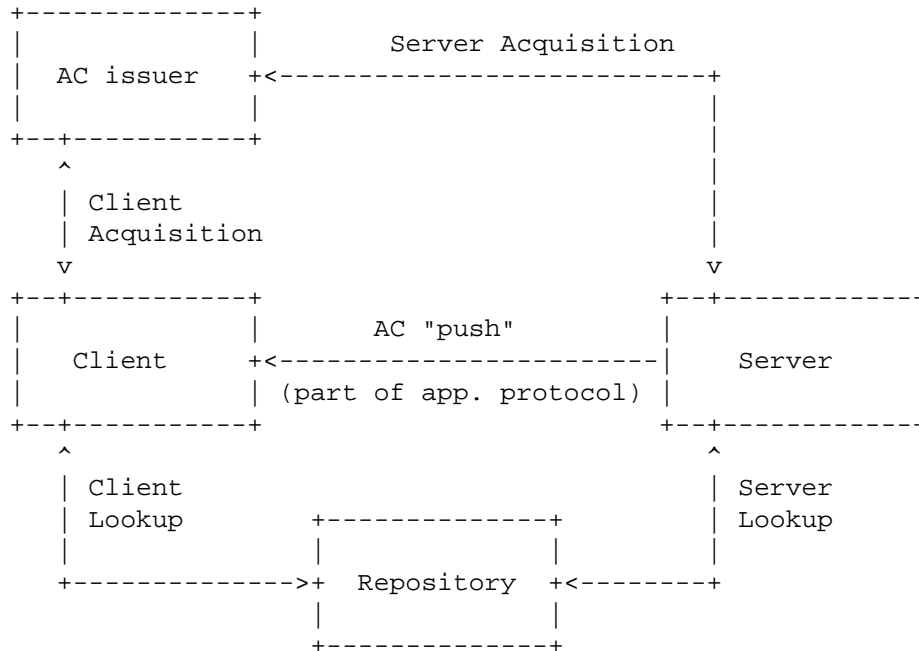 Server Acquisition
AC issuer
Client
Acquisition
AC "push"
Client
Server
(part of app. protocol)
Client
Lookup
Server
Lookup
Repository